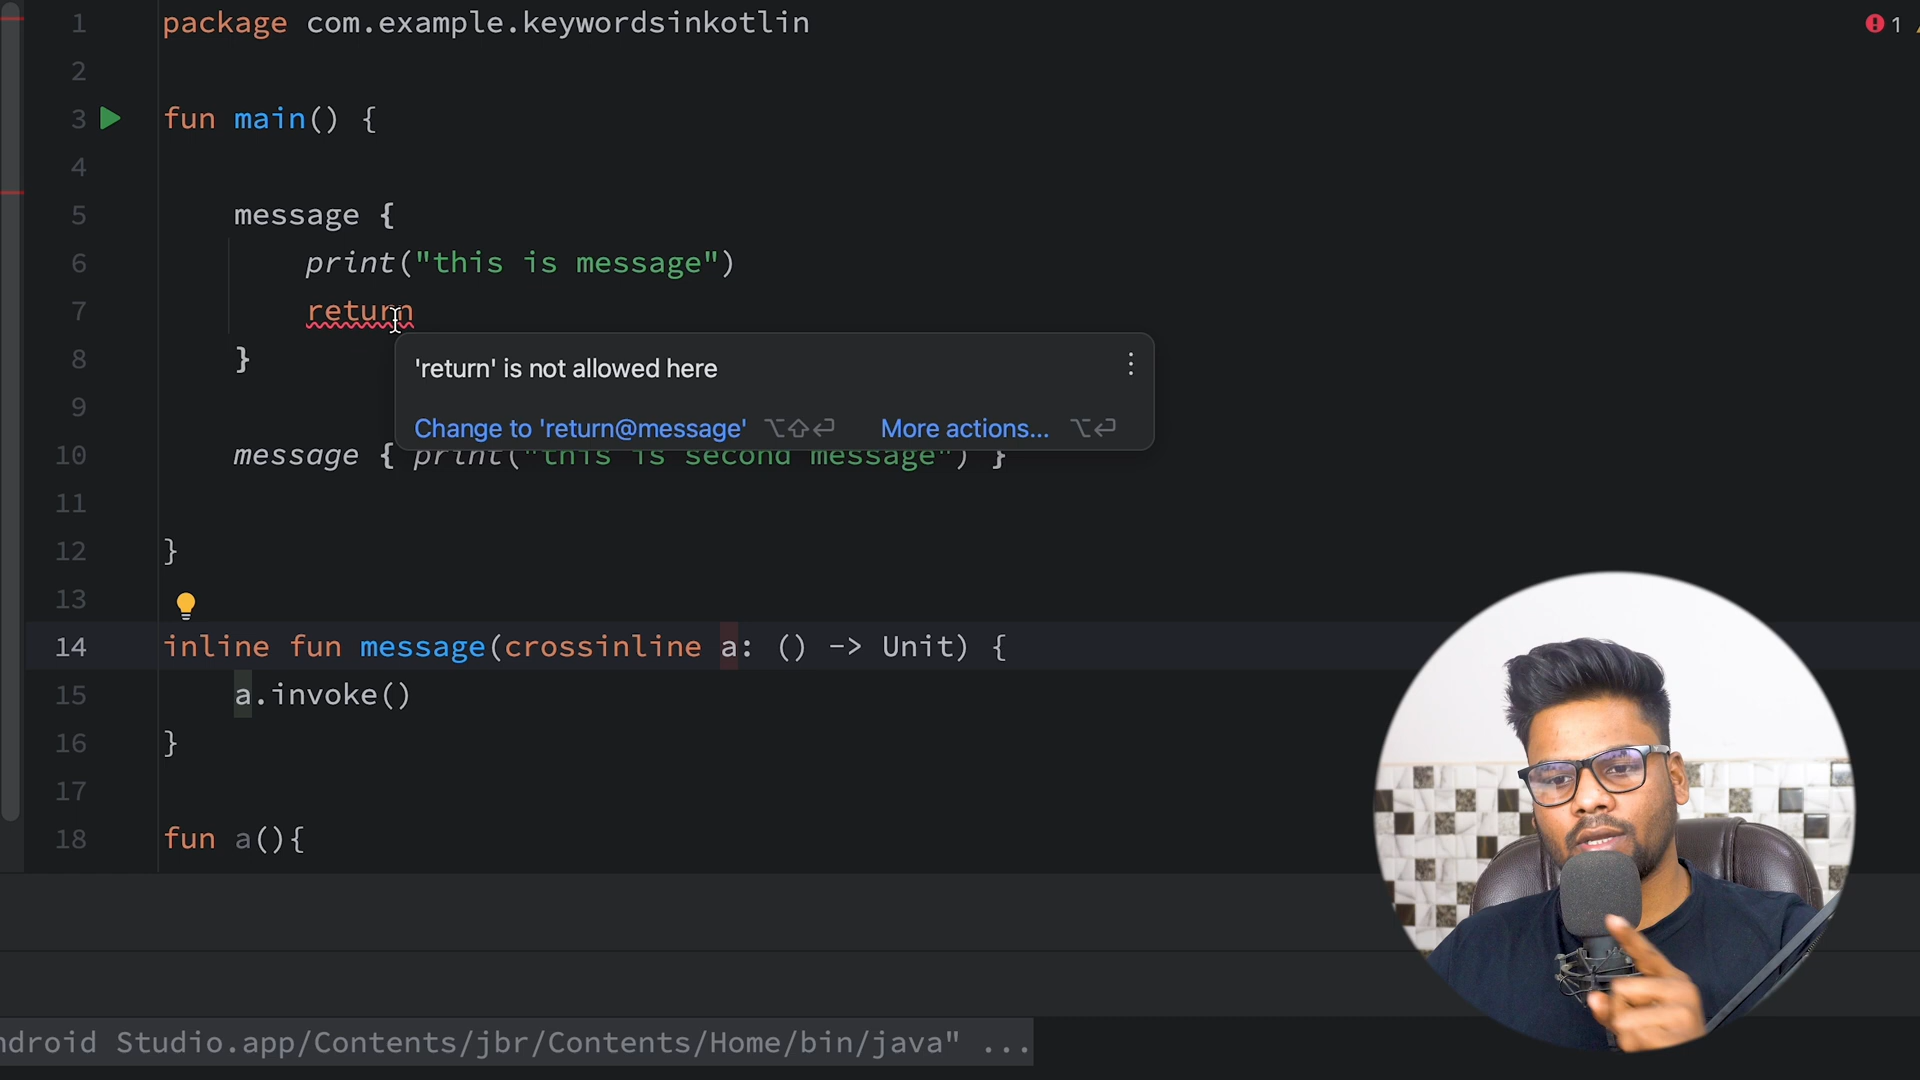 1 package com.example.keywordsinkotlin
1
2
3 fun main() {
4
5 message {
6 print("this is message")
7 return
'return' is not allowed here
8 }
9
Change to 'return@message' ⌥⇧⏎ More actions... ⌥⏎
10 message { print("this is second message") }
11
12 }
13
14 inline fun message(crossinline a: () -> Unit) {
15 a.invoke()
16 }
17
18 fun a(){
ndroid Studio.app/Contents/jbr/Contents/Home/bin/java" ...